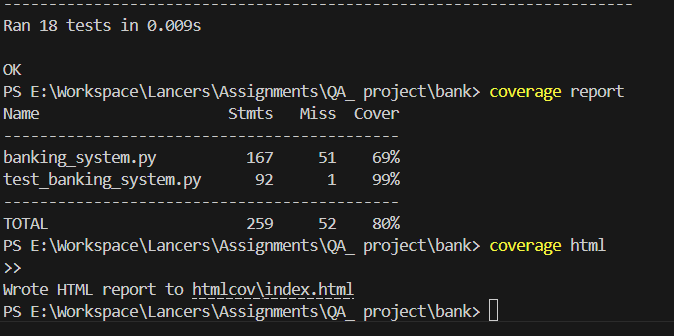 -----------------------------------------------------------------
Ran 18 tests in 0.009s
OK
PS E:\Workspace\Lancers\Assignments\QA_ project\bank> coverage report
Name                     Stmts   Miss  Cover
--------------------------------------------
banking_system.py          167     51    69%
test_banking_system.py      92      1    99%
--------------------------------------------
TOTAL                      259     52    80%
PS E:\Workspace\Lancers\Assignments\QA_ project\bank> coverage html
>>
Wrote HTML report to htmlcov\index.html
PS E:\Workspace\Lancers\Assignments\QA_ project\bank>